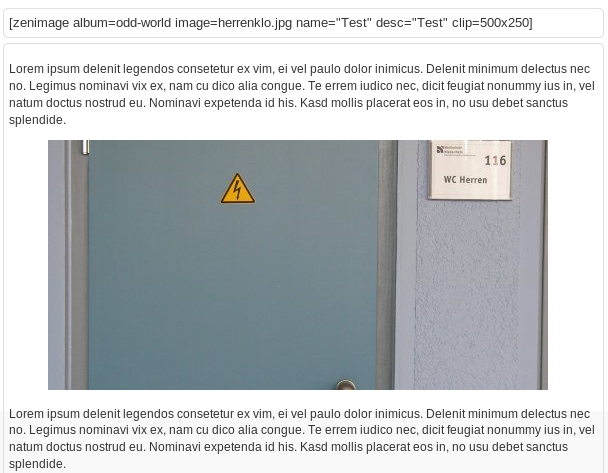 [zenimage album=odd-world image=herrenklo.jpg name="Test" desc="Test" clip=500x250]
Lorem ipsum delenit legendos consetetur ex vim, ei vel paulo dolor inimicus. Delenit minimum delectus nec
no. Legimus nominavi vix ex, nam cu dico alia congue. Te errem iudico nec, dicit feugiat nonummy ius in, vel
natum doctus nostrud eu. Nominavi expetenda id his. Kasd mollis placerat eos in, no usu debet sanctus
splendide.
116
WC Herren
Lorem ipsum delenit legendos consetetur ex vim, ei vel paulo dolor inimicus. Delenit minimum delectus nec
no. Legimus nominavi vix ex, nam cu dico alia congue. Te errem iudico nec, dicit feugiat nonummy ius in, vel
natum doctus nostrud eu. Nominavi expetenda id his. Kasd mollis placerat eos in, no usu debet sanctus
splendide.